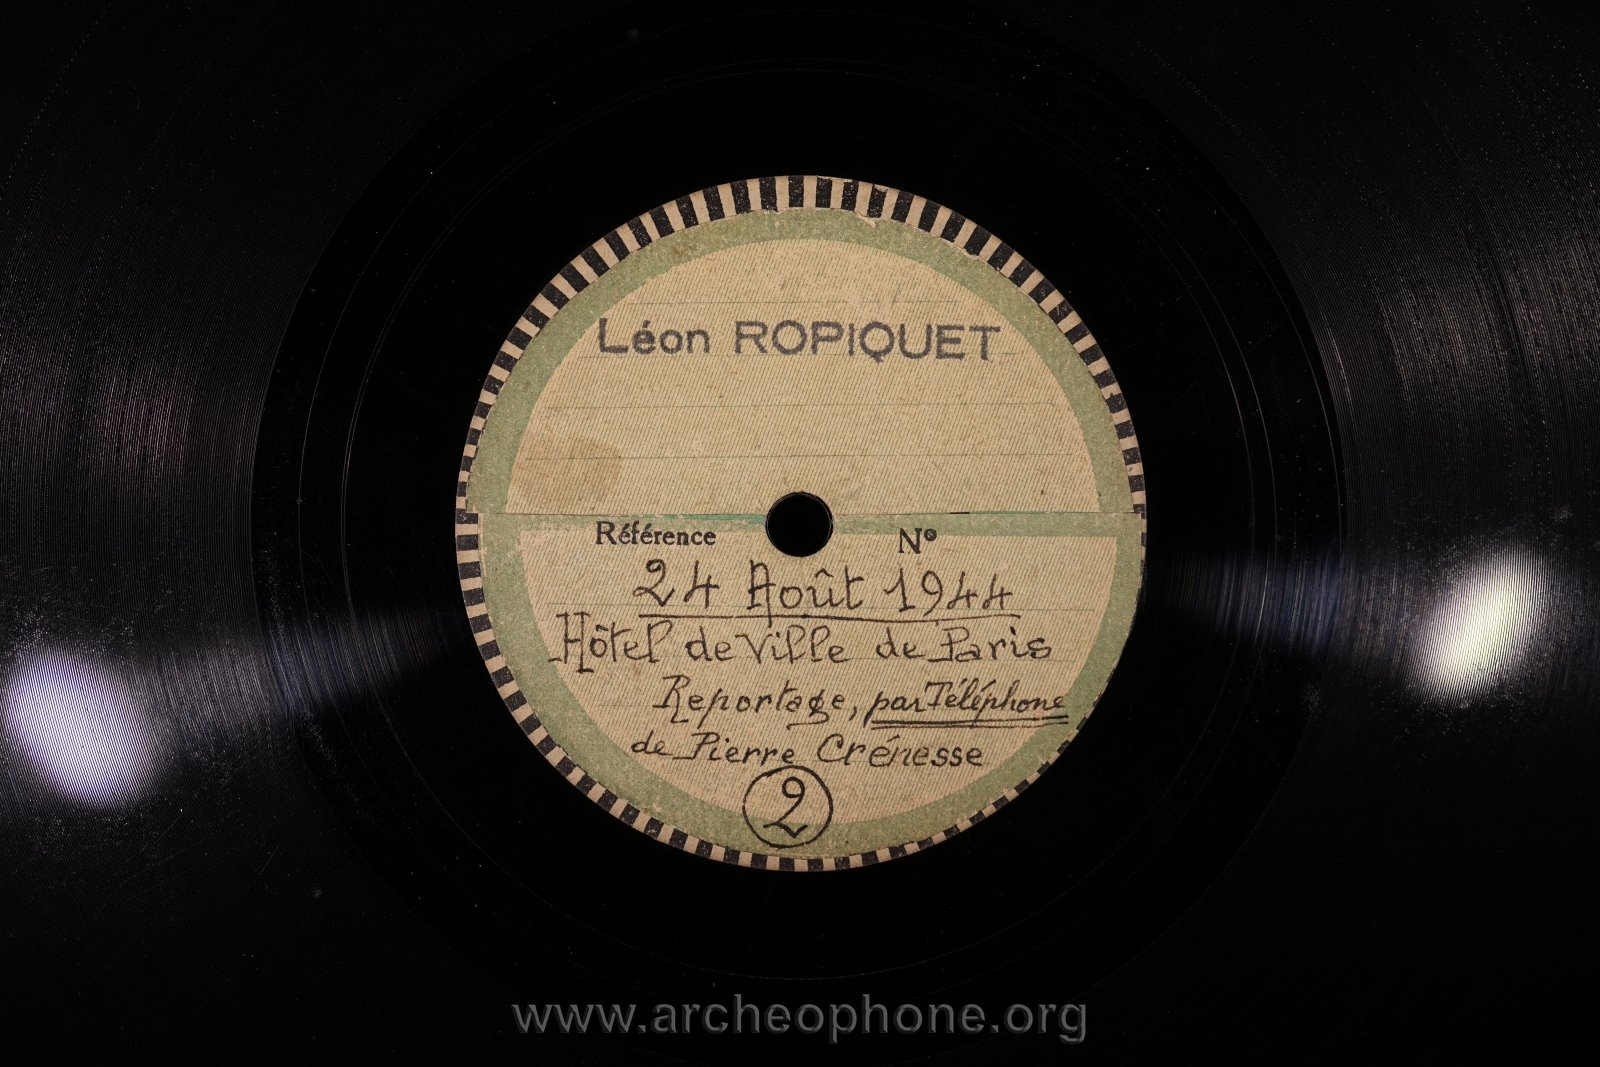 Léon ROPIQUET
Référence N°
24 Août 1944
Hôtel de Ville de Paris
Reportage, par Téléphone
de Pierre Crénesse
2
www.archeophone.org